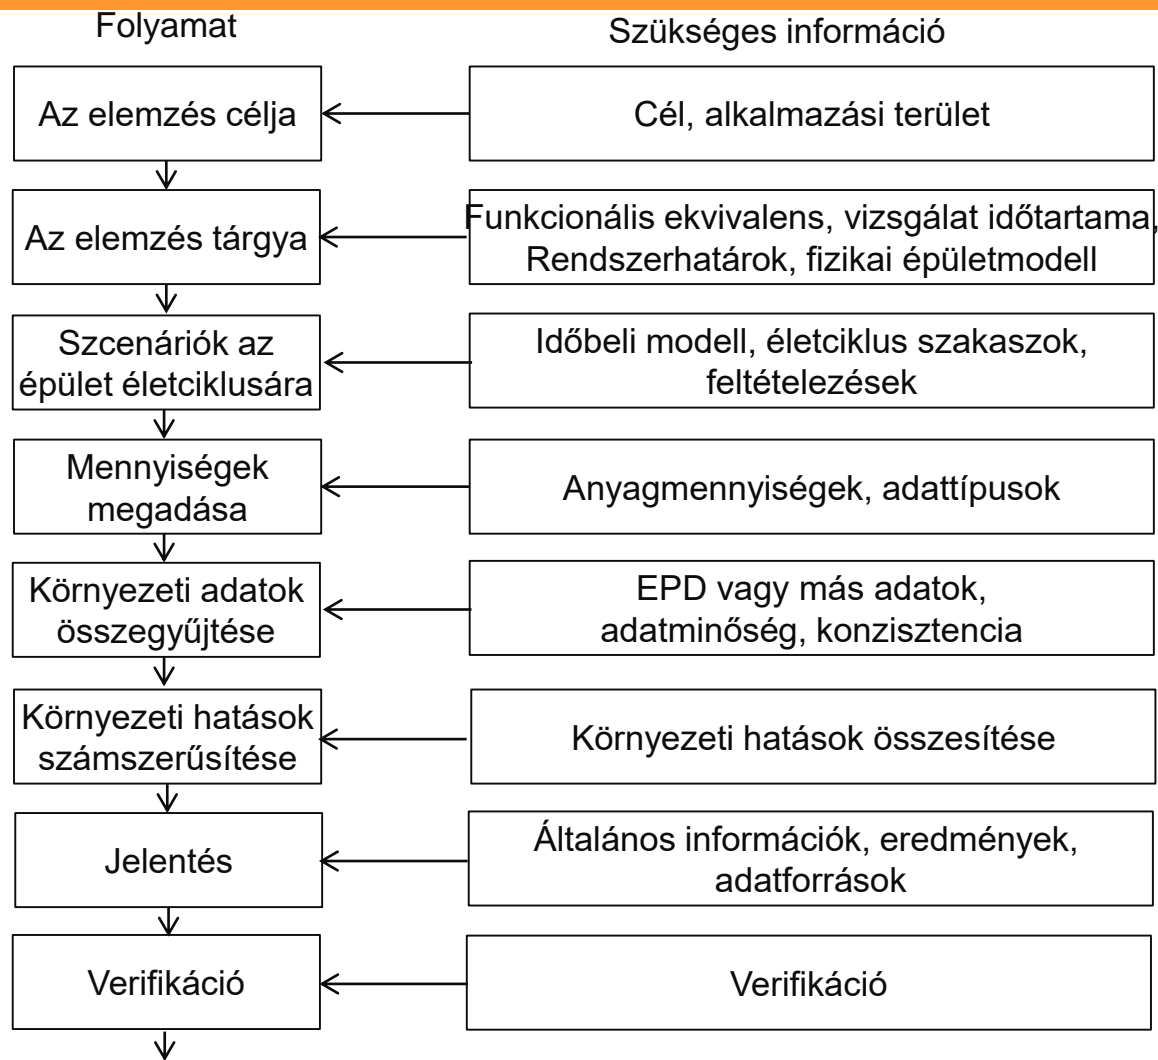 Folyamat
Szükséges információ
Az elemzés célja
Cél, alkalmazási terület
Az elemzés tárgya
Funkcionális ekvivalens, vizsgálat időtartama,
Rendszerhatárok, fizikai épületmodell
Szcenáriók az
épület életciklusára
Időbeli modell, életciklus szakaszok,
feltételezések
Mennyiségek
megadása
Anyagmennyiségek, adattípusok
Környezeti adatok
összegyűjtése
EPD vagy más adatok,
adatminőség, konzisztencia
Környezeti hatások
számszerűsítése
Környezeti hatások összesítése
Jelentés
Általános információk, eredmények,
adatforrások
Verifikáció
Verifikáció